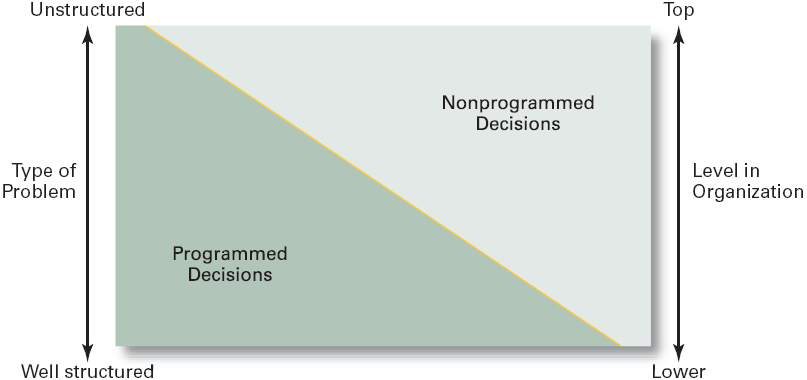 Unstructured
Top
Nonprogrammed
Decisions
Type of
Problem
Level in
Organization
Programmed
Decisions
Well structured
Lower